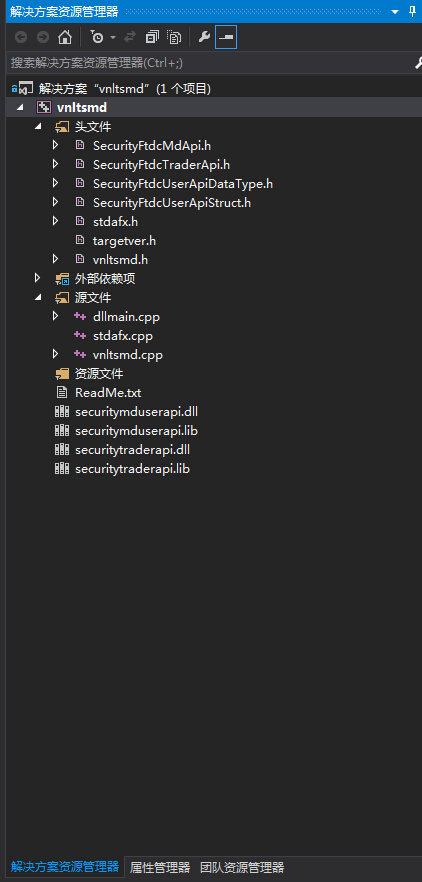 解决方案资源管理器
搜索解决方案资源管理器(Ctrl+;)
解决方案“vnltsmd”(1 个项目)
vnltsmd
头文件
SecurityFtdcMdApi.h
SecurityFtdcTraderApi.h
SecurityFtdcUserApiDataType.h
SecurityFtdcUserApiStruct.h
stdafx.h
targetver.h
vnltsmd.h
外部依赖项
源文件
dllmain.cpp
stdafx.cpp
vnltsmd.cpp
资源文件
ReadMe.txt
securitymduserapi.dll
securitymduserapi.lib
securitytraderapi.dll
securitytraderapi.lib
解决方案资源管理器 属性管理器 团队资源管理器